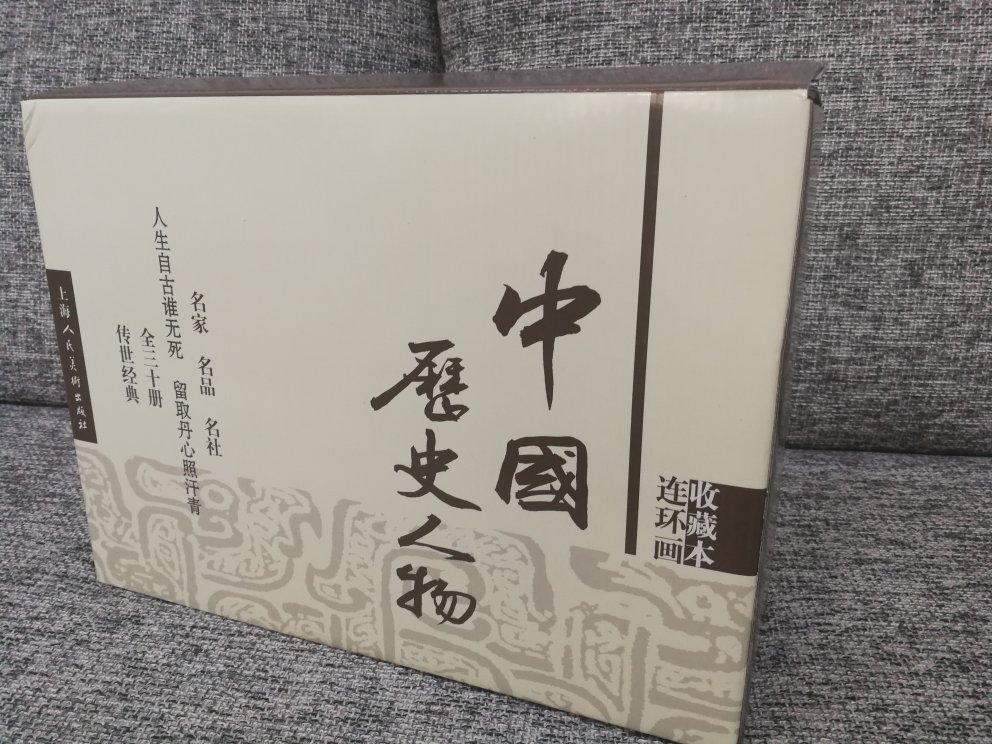 收藏本
连环画
中國
歷史人物
名家 名品 名社
人生自古谁无死 留取丹心照汗青
全三十册
传世经典
上海人民美術出版社